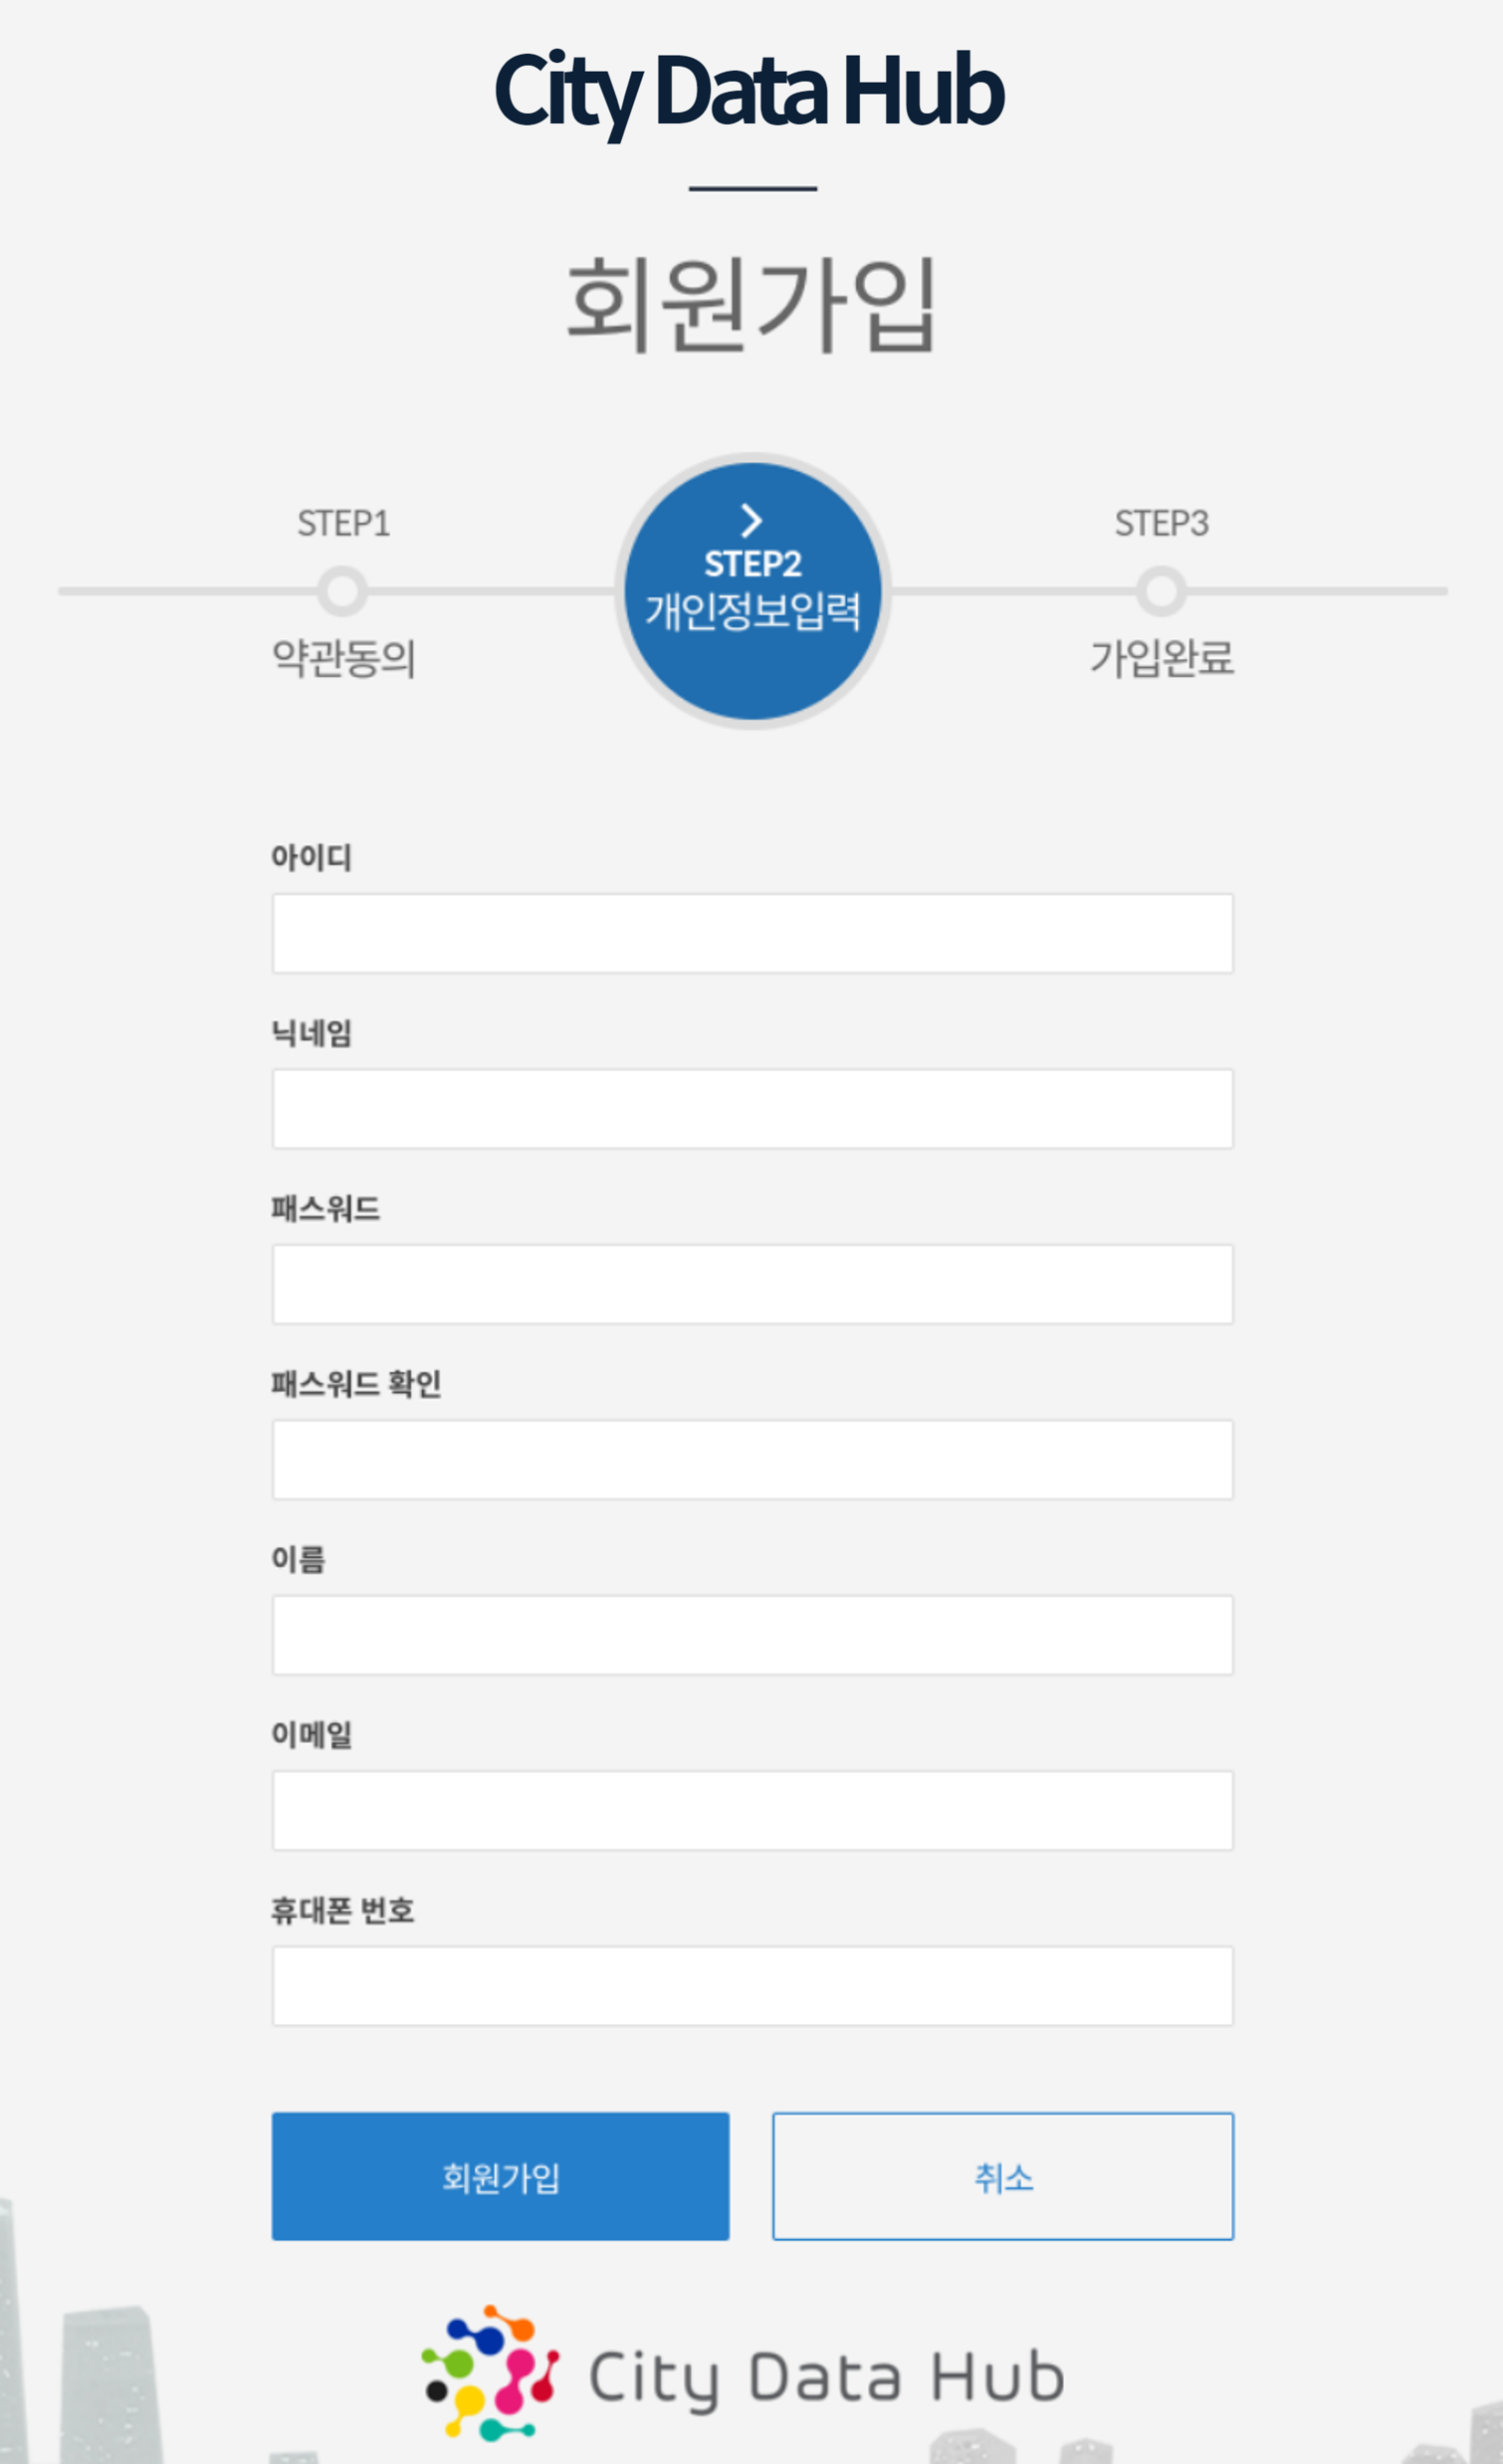 City Data Hub
회원가입
STEP1
약관동의
STEP2
개인정보입력
STEP3
가입완료
아이디
닉네임
패스워드
패스워드 확인
이름
이메일
휴대폰 번호
회원가입
취소
City Data Hub